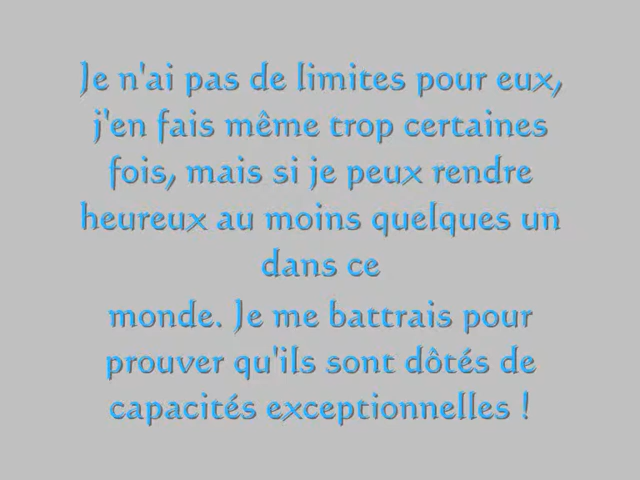 Je n'ai pas de limites pour eux,
j'en fais même trop certaines
fois, mais si je peux rendre
heureux au moins quelques un
dans ce
monde. Je me battrais pour
prouver qu'ils sont dôtés de
capacités exceptionnelles !